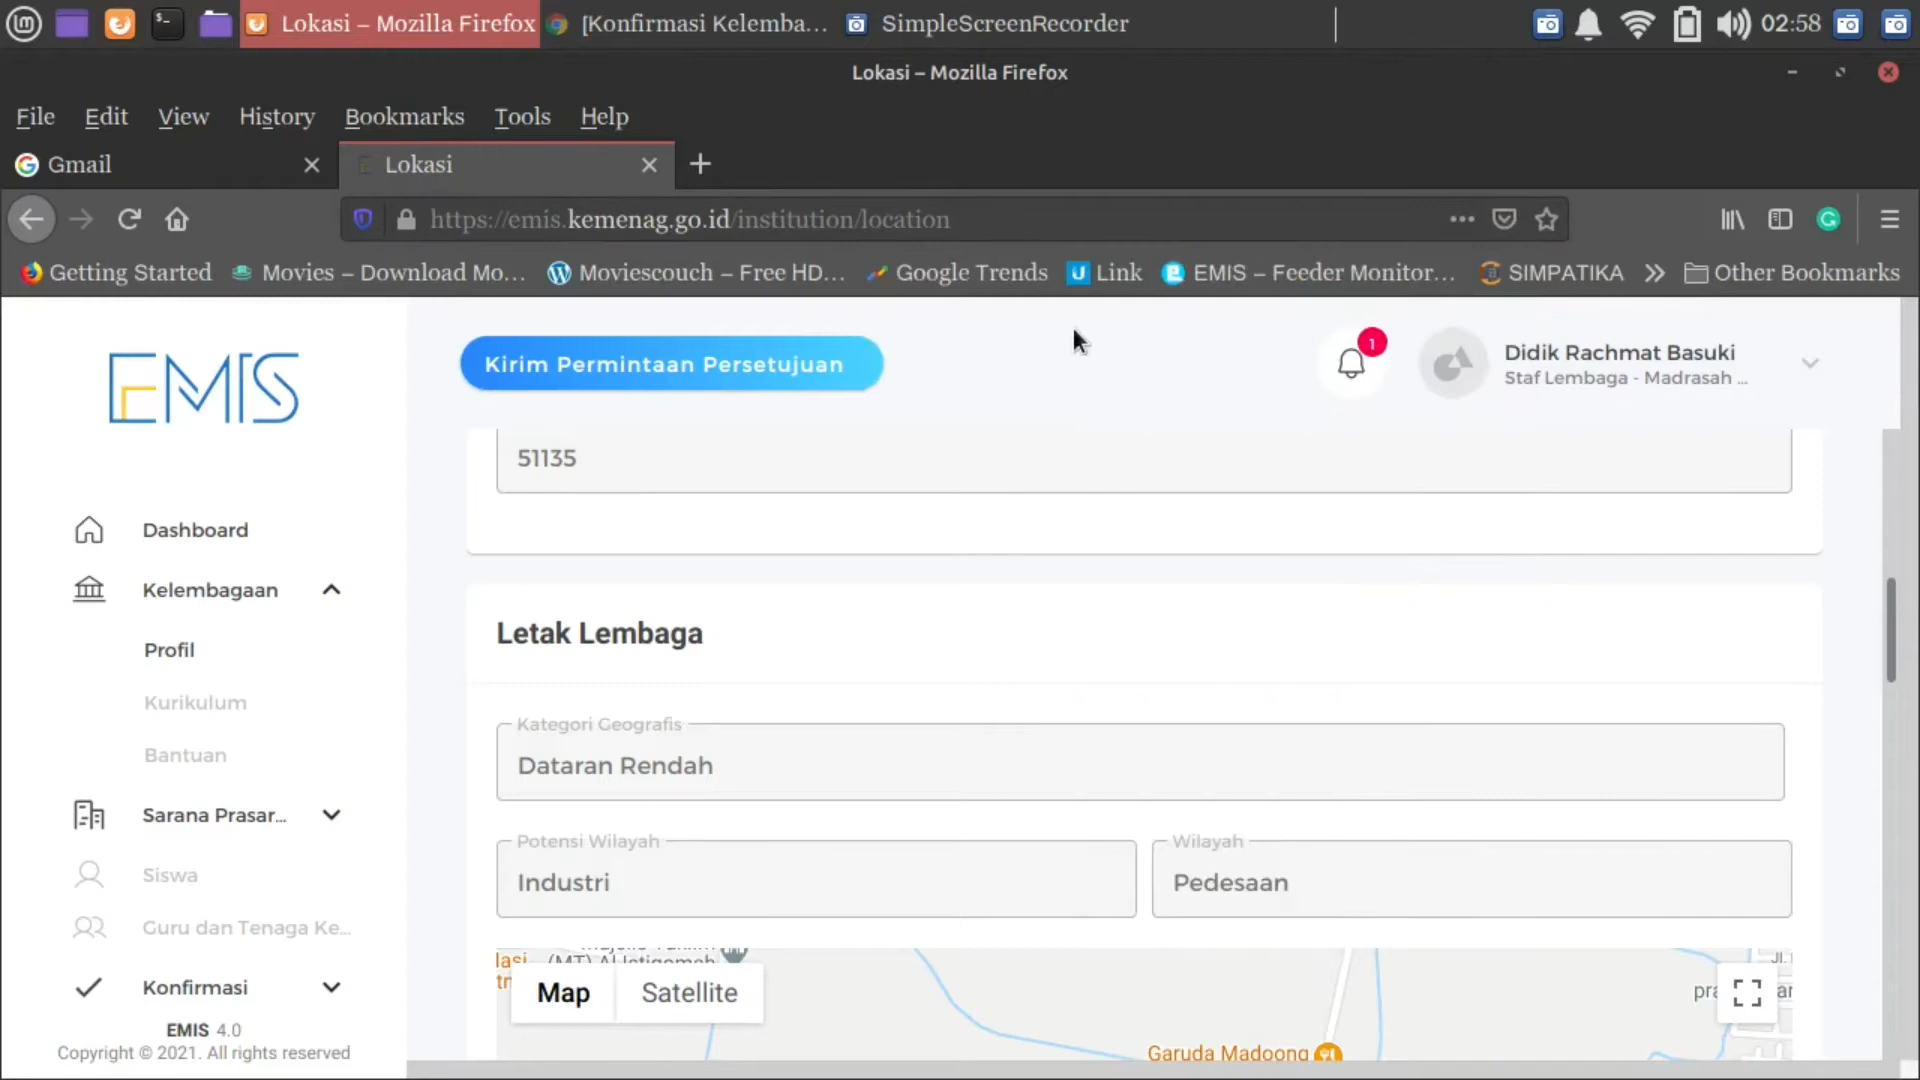 Lokasi – Mozilla Firefox
[Konfirmasi Kelemba...
SimpleScreenRecorder
02:58
Lokasi – Mozilla Firefox
File Edit View History Bookmarks Tools Help
Gmail
Lokasi
https://emis.kemenag.go.id/institution/location
Getting Started
Movies – Download Mo...
Moviescouch – Free HD...
Google Trends
Link
EMIS – Feeder Monitor...
SIMPATIKA
Other Bookmarks
EMIS
Kirim Permintaan Persetujuan
1
Didik Rachmat Basuki
Staf Lembaga - Madrasah ...
Dashboard
Kelembagaan
Profil
Kurikulum
Bantuan
Sarana Prasar...
Siswa
Guru dan Tenaga Ke...
Konfirmasi
EMIS 4.0
Copyright © 2021. All rights reserved
51135
Letak Lembaga
Kategori Geografis
Dataran Rendah
Potensi Wilayah
Industri
Wilayah
Pedesaan
Map
Satellite
Garuda Madoong